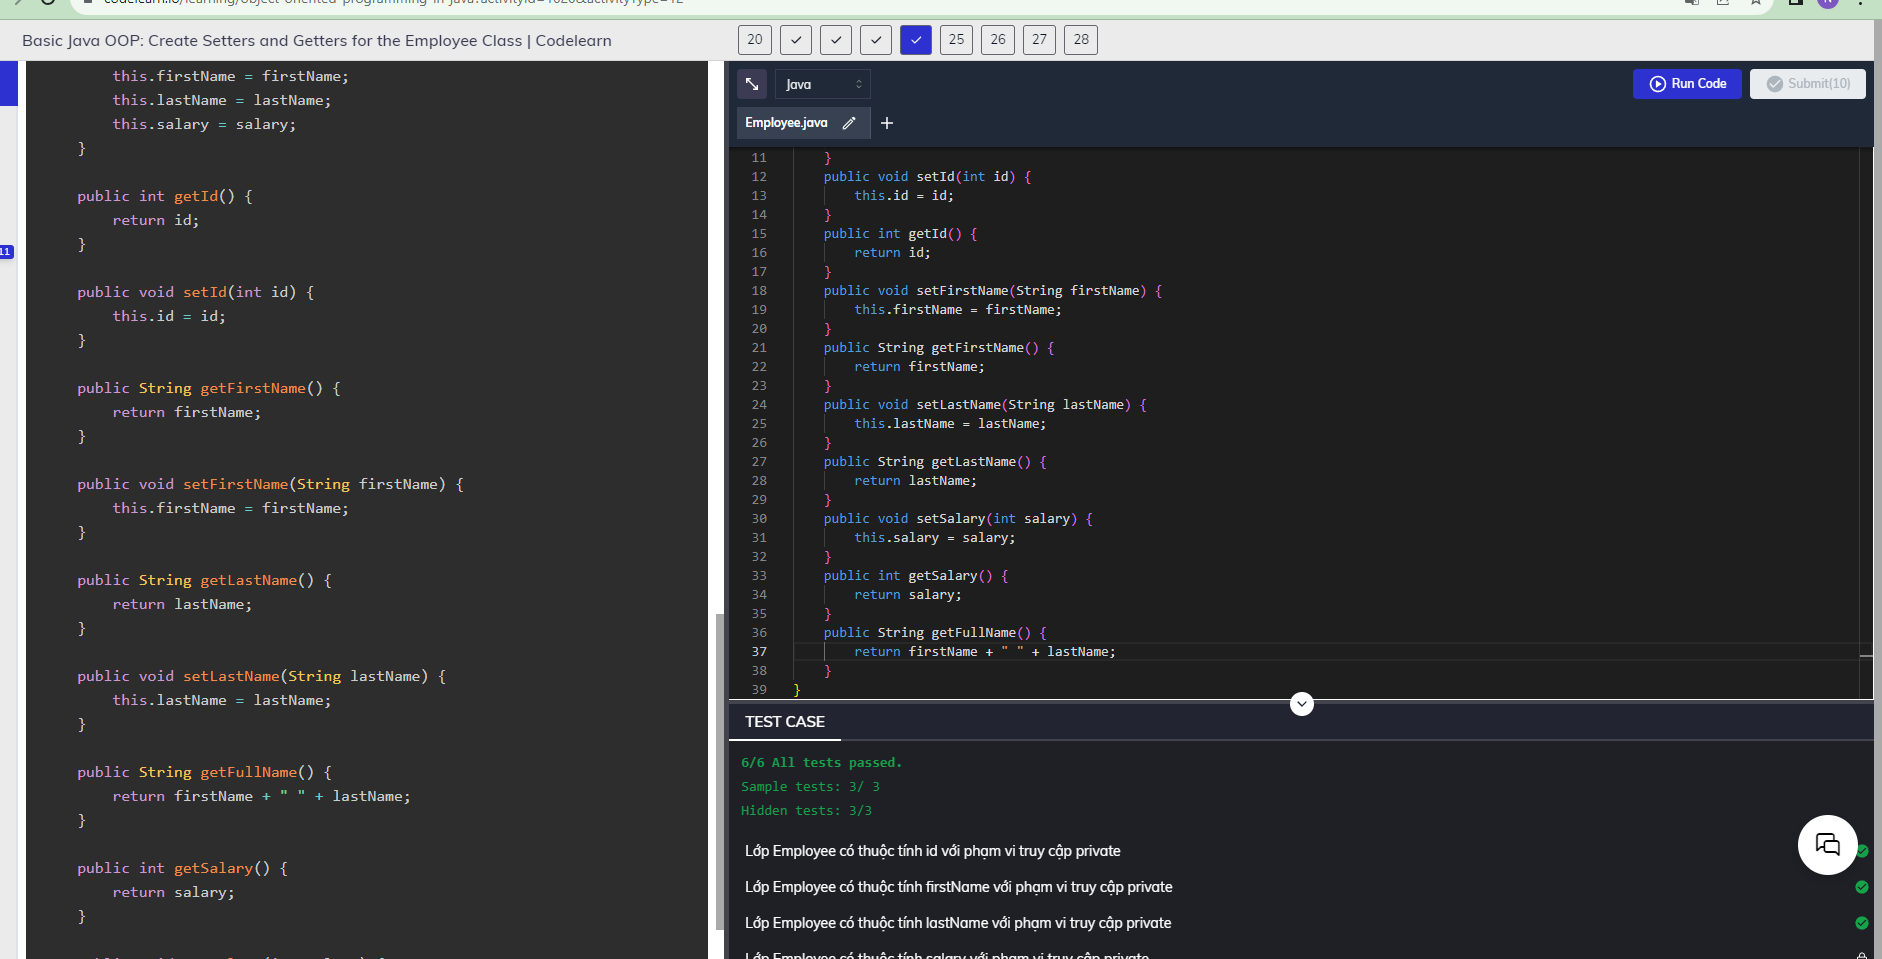 Basic Java OOP: Create Setters and Getters for the Employee Class | Codelearn
20
25
26
27
28
this.firstName = firstName;
this.lastName = lastName;
this.salary = salary;
}
public int getId() {
return id;
}
11
public void setId(int id) {
this.id = id;
}
public String getFirstName() {
return firstName;
}
public void setFirstName(String firstName) {
this.firstName = firstName;
}
public String getLastName() {
return lastName;
}
public void setLastName(String lastName) {
this.lastName = lastName;
}
public String getFullName() {
return firstName + " " + lastName;
}
public int getSalary() {
return salary;
}
Java
Run Code
Submit(10)
Employee.java
11 }
12 public void setId(int id) {
13 this.id = id;
14 }
15 public int getId() {
16 return id;
17 }
18 public void setFirstName(String firstName) {
19 this.firstName = firstName;
20 }
21 public String getFirstName() {
22 return firstName;
23 }
24 public void setLastName(String lastName) {
25 this.lastName = lastName;
26 }
27 public String getLastName() {
28 return lastName;
29 }
30 public void setSalary(int salary) {
31 this.salary = salary;
32 }
33 public int getSalary() {
34 return salary;
35 }
36 public String getFullName() {
37 return firstName + " " + lastName;
38 }
39 }
TEST CASE
6/6 All tests passed.
Sample tests: 3/ 3
Hidden tests: 3/3
Lớp Employee có thuộc tính id với phạm vi truy cập private
Lớp Employee có thuộc tính firstName với phạm vi truy cập private
Lớp Employee có thuộc tính lastName với phạm vi truy cập private
Lớp Employee có thuộc tính salary với phạm vi truy cập private